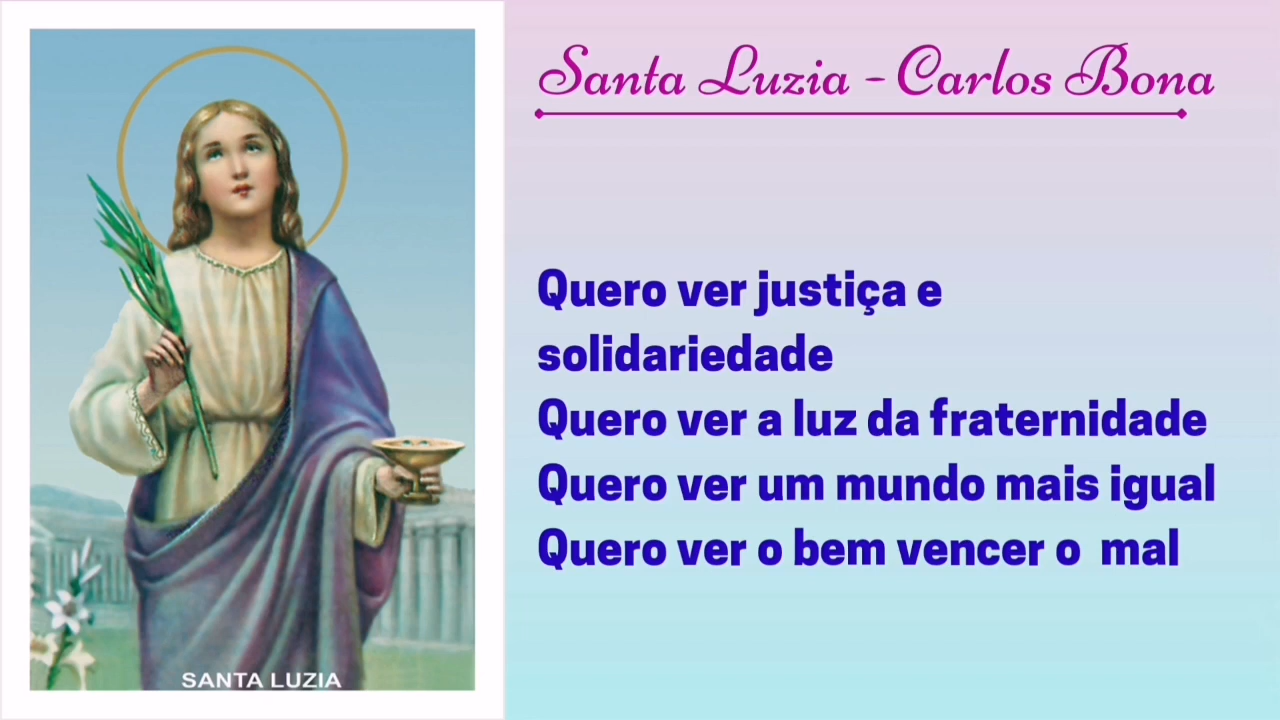 Santa Luzia - Carlos Bona
Quero ver justiça e
solidariedade
Quero ver a luz da fraternidade
Quero ver um mundo mais igual
Quero ver o bem vencer o mal
SANTA LUZIA